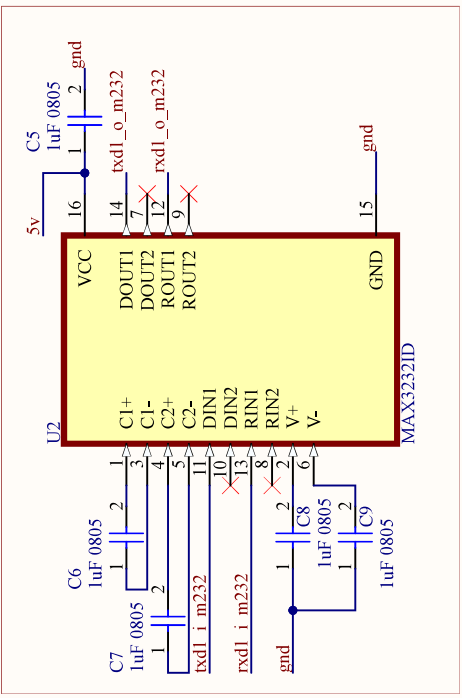 gnd
2
1uF 0805
C5
1
5v
16
VCC
txd1_o_m232
14
DOUT1
7
DOUT2
rxd1_o_m232
12
ROUT1
9
ROUT2
gnd
15
GND
U2
MAX3232ID
C1+
C1-
C2+
C2-
DIN1
DIN2
RIN1
RIN2
V+
V-
1
3
4
5
11
10
13
8
2
6
C6
1uF 0805
1
2
C7
1uF 0805
1
2
txd1_i_m232
rxd1_i_m232
gnd
C8
1uF 0805
1
2
C9
1uF 0805
1
2